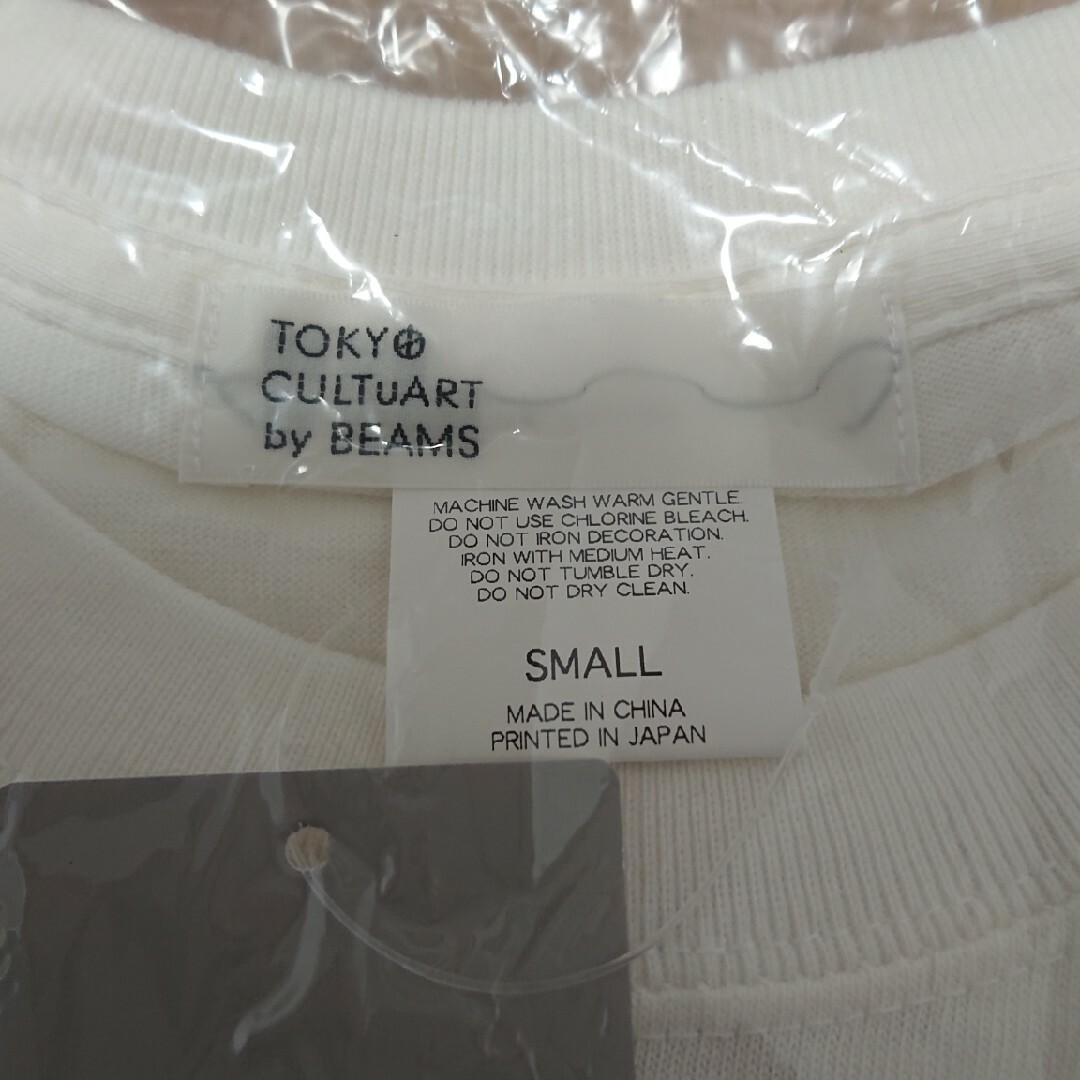 TOKYO
CULTuART
by BEAMS
MACHINE WASH WARM GENTLE.
DO NOT USE CHLORINE BLEACH.
DO NOT IRON DECORATION.
IRON WITH MEDIUM HEAT.
DO NOT TUMBLE DRY.
DO NOT DRY CLEAN.
SMALL
MADE IN CHINA
PRINTED IN JAPAN